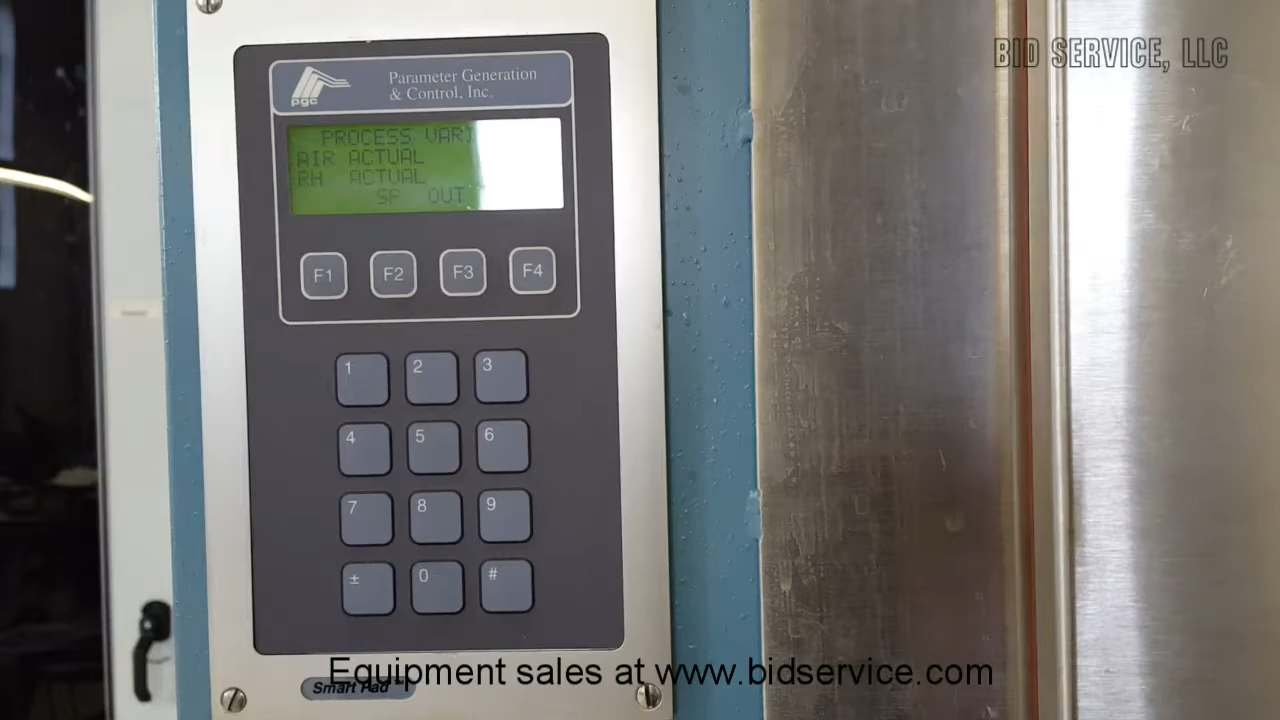 BID SERVICE, LLC
pgc
Parameter Generation
& Control, Inc.
PROCESS VARI
AIR ACTUAL
RH ACTUAL
SP OUT
F1 F2 F3 F4
1 2 3
4 5 6
7 8 9
± 0 #
Equipment sales at www.bidservice.com
Smart Pad